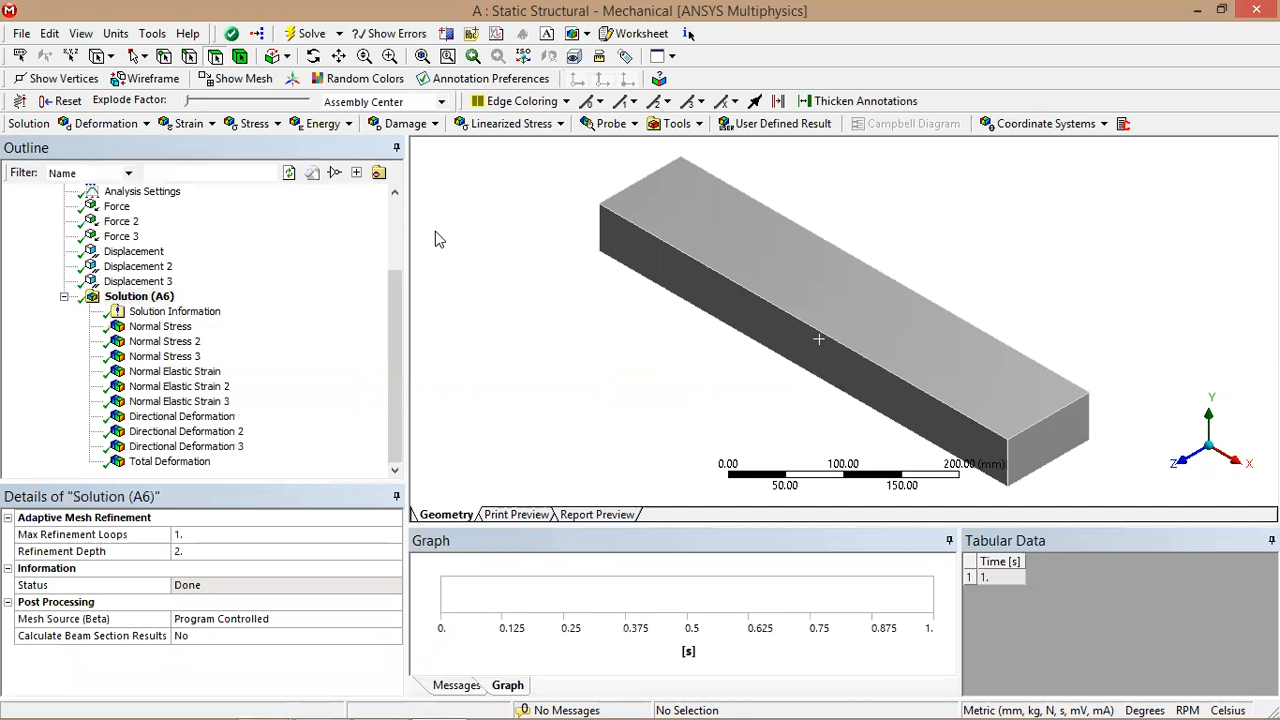 A : Static Structural - Mechanical [ANSYS Multiphysics]
File Edit View Units Tools Help Solve Show Errors Worksheet
Show Vertices Wireframe Show Mesh Random Colors Annotation Preferences
Reset Explode Factor: Assembly Center Edge Coloring Thicken Annotations
Solution Deformation Strain Stress Energy Damage Linearized Stress Probe Tools User Defined Result Campbell Diagram Coordinate Systems
Outline
Filter: Name
Analysis Settings
Force
Force 2
Force 3
Displacement
Displacement 2
Displacement 3
Solution (A6)
Solution Information
Normal Stress
Normal Stress 2
Normal Stress 3
Normal Elastic Strain
Normal Elastic Strain 2
Normal Elastic Strain 3
Directional Deformation
Directional Deformation 2
Directional Deformation 3
Total Deformation
Details of "Solution (A6)"
Adaptive Mesh Refinement
Max Refinement Loops 1.
Refinement Depth 2.
Information
Status Done
Post Processing
Mesh Source (Beta) Program Controlled
Calculate Beam Section Results No
0.00 100.00 200.00 (mm)
50.00 150.00
Y
Z X
Geometry Print Preview Report Preview
Graph
0. 0.125 0.25 0.375 0.5 0.625 0.75 0.875 1.
[s]
Messages Graph
Tabular Data
Time [s]
1 1.
0 No Messages No Selection Metric (mm, kg, N, s, mV, mA) Degrees RPM Celsius